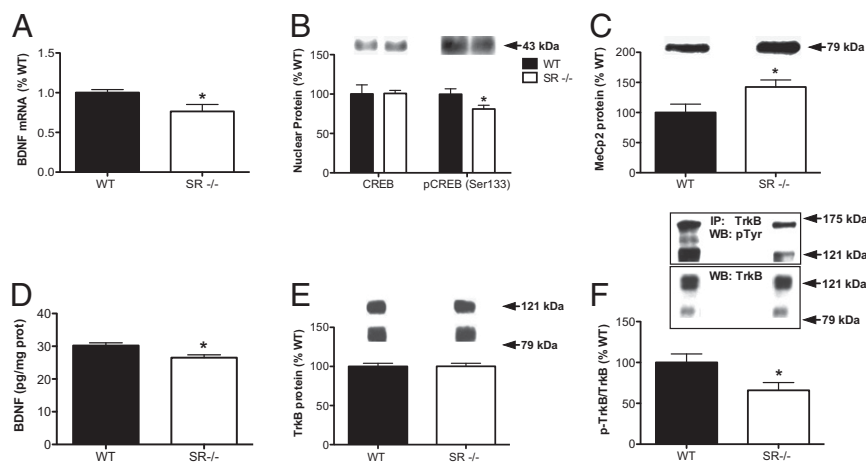 A
BDNF mRNA (% WT)
1.5
1.0
0.5
0.0
*
WT
SR -/-
B
Nuclear Protein (% WT)
150
100
50
0
43 kDa
WT
SR -/-
*
CREB
pCREB (Ser133)
C
MeCp2 protein (% WT)
200
150
100
50
0
79 kDa
*
WT
SR -/-
D
BDNF (pg/mg prot)
40
30
20
10
0
*
WT
SR-/-
E
TrkB protein (% WT)
150
100
50
0
121 kDa
79 kDa
WT
SR -/-
F
p-TrkB/TrkB (% WT)
150
100
50
0
IP: TrkB
WB: pTyr
175 kDa
121 kDa
WB: TrkB
121 kDa
79 kDa
*
WT
SR-/-